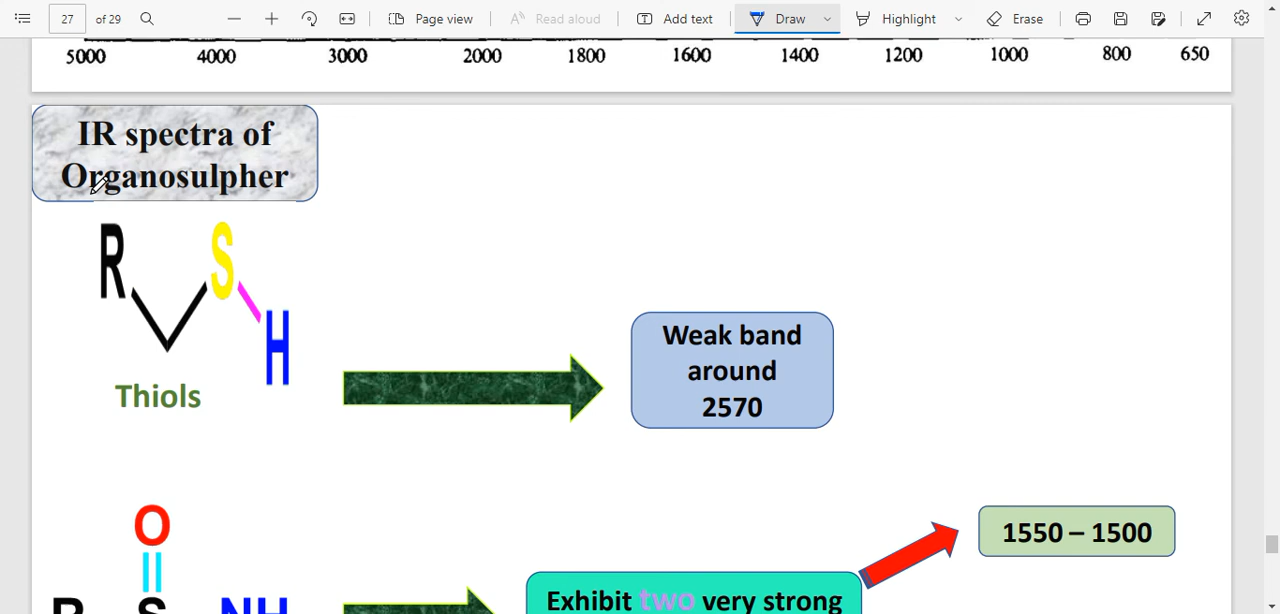 27 of 29 Page view Read aloud Add text Draw Highlight Erase
5000 4000 3000 2000 1800 1600 1400 1200 1000 800 650
IR spectra of
Organosulpher
R S
H
Thiols
Weak band
around
2570
O
1550 – 1500
R S NH
Exhibit two very strong